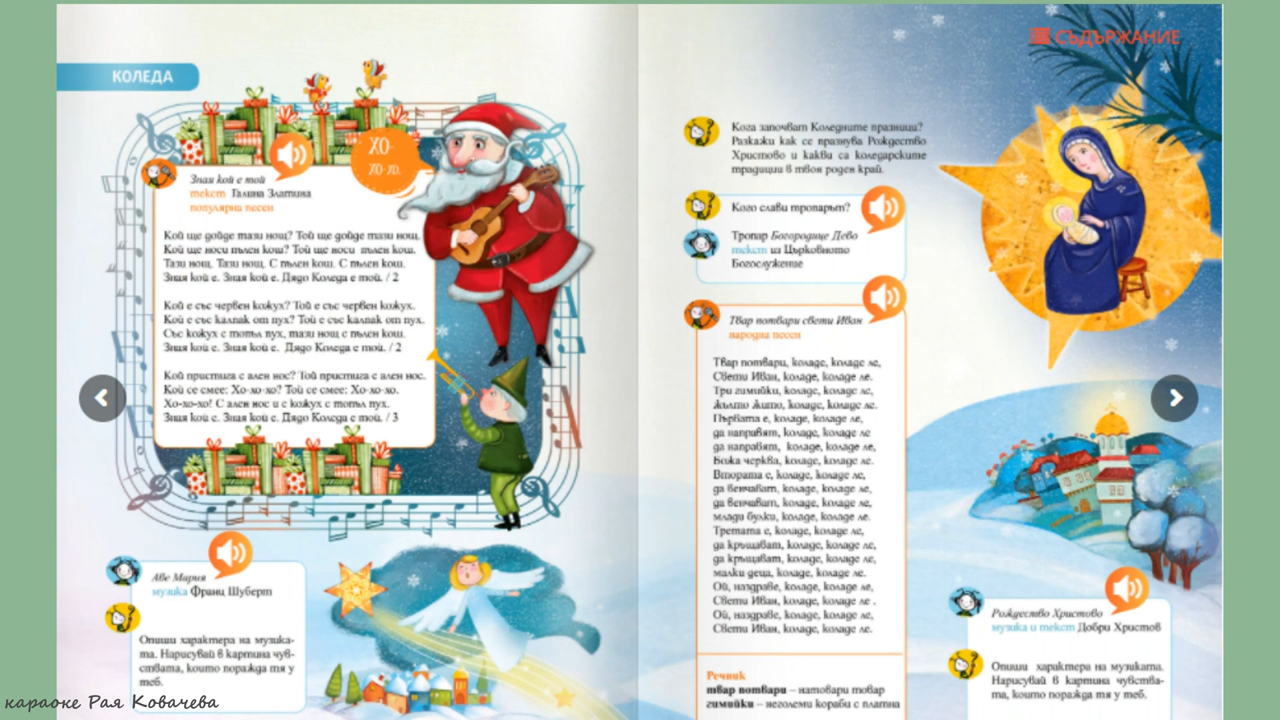 КОЛЕДА
ХО-
ХО-ХО.
Зная кой е той
текст Галина Златина
популярна песен
Кой ще дойде тази нощ? Той ще дойде тази нощ.
Кой ще носи пълен кош? Той ще носи пълен кош.
Тази нощ, Тази нощ, С пълен кош. С пълен кош.
Зная кой е. Зная кой е. Дядо Коледа е той. / 2
Кой е със червен кожух? Той е със червен кожух.
Кой е със калпак от пух? Той е със калпак от пух.
Със кожух с топъл пух, тази нощ с пълен кош.
Зная кой е. Зная кой е. Дядо Коледа е той. / 2
Кой пристига с ален нос? Той пристига с ален нос.
Кой се смее: Хо-хо-хо? Той се смее: Хо-хо-хо.
Хо-хо-хо! С ален нос и с кожух с топъл пух.
Зная кой е. Зная кой е. Дядо Коледа е той. / 3
Аве Мария
музика Франц Шуберт
Опиши характера на музика-
та. Нарисувай в картина чув-
ствата, които поражда тя у
теб.
караоке Рая Ковачева
СЪДЪРЖАНИЕ
Кога започват Коледните празници?
Разкажи как се празнува Рождество
Христово и какви са коледарските
традиции в твоя роден край.
Кого слави тропарът?
Тропар Богородице Дево
текст из Църковното
Богослужение
Твар потвари свети Иван
народна песен
Твар потвари, коладе, коладе ле,
Свети Иван, коладе, коладе ле.
Три гимийки, коладе, коладе ле,
жълто жито, коладе, коладе ле.
Първата е, коладе, коладе ле,
да направят, коладе, коладе ле
да направят, коладе, коладе ле,
Божа черква, коладе, коладе ле.
Втората е, коладе, коладе ле,
да венчават, коладе, коладе ле,
да венчават, коладе, коладе ле,
млади булки, коладе, коладе ле.
Третата е, коладе, коладе ле,
да кръщават, коладе, коладе ле,
да кръщават, коладе, коладе ле,
малки деца, коладе, коладе ле.
Ой, наздраве, коладе, коладе ле,
Свети Иван, коладе, коладе ле .
Ой, наздраве, коладе, коладе ле,
Свети Иван, коладе, коладе ле.
Речник
твар потвари – натовари товар
гимийки – неголеми кораби с платна
Рождество Христово
музика и текст Добри Христов
Опиши характера на музиката.
Нарисувай в картина чувства-
та, които поражда тя у теб.